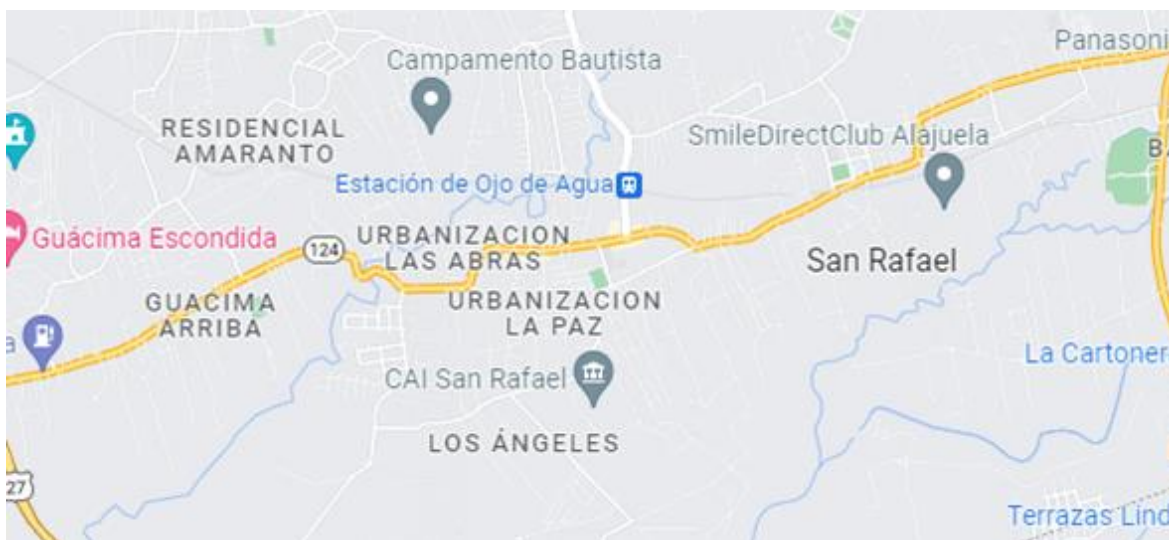 Panasoni
Campamento Bautista
RESIDENCIAL
AMARANTO
SmileDirectClub Alajuela
BA
Estación de Ojo de Agua
Guácima Escondida
124
URBANIZACION
LAS ABRAS
San Rafael
GUACIMA
ARRIBA
URBANIZACION
LA PAZ
a
La Cartoner
CAI San Rafael
LOS ÁNGELES
27
Terrazas Lind